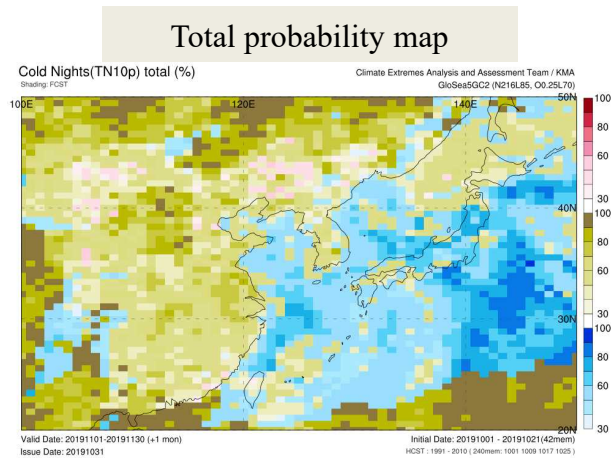 Total probability map
Cold Nights(TN10p) total (%)
Shading: FCST
Climate Extremes Analysis and Assessment Team / KMA
GloSea5GC2 (N216L85, O0.25L70)
100E
120E
140E
50N
40N
30N
20N
100
80
60
30
100
80
60
30
100
80
60
30
Valid Date: 20191101-20191130 (+1 mon)
Initial Date: 20191001 - 20191021(42mem)
Issue Date: 20191031
HCST : 1991 - 2010 ( 240mem: 1001 1009 1017 1025 )